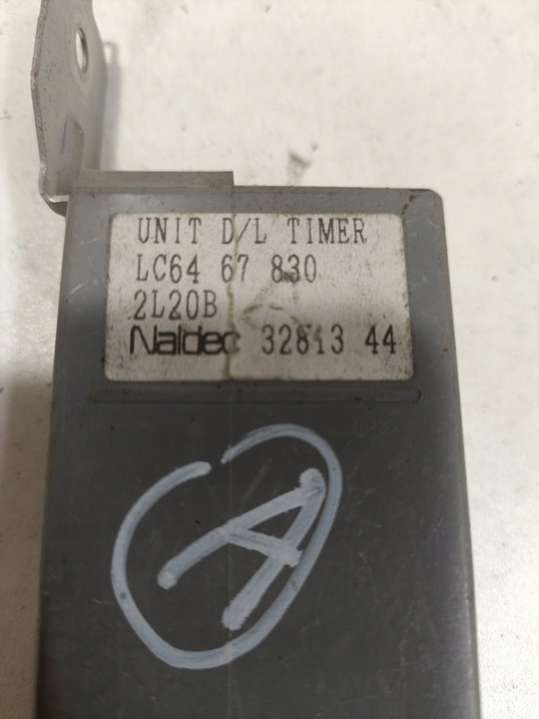 UNIT D/L TIMER
LC64 67 830
2L20B
Naldec 32813 44
A